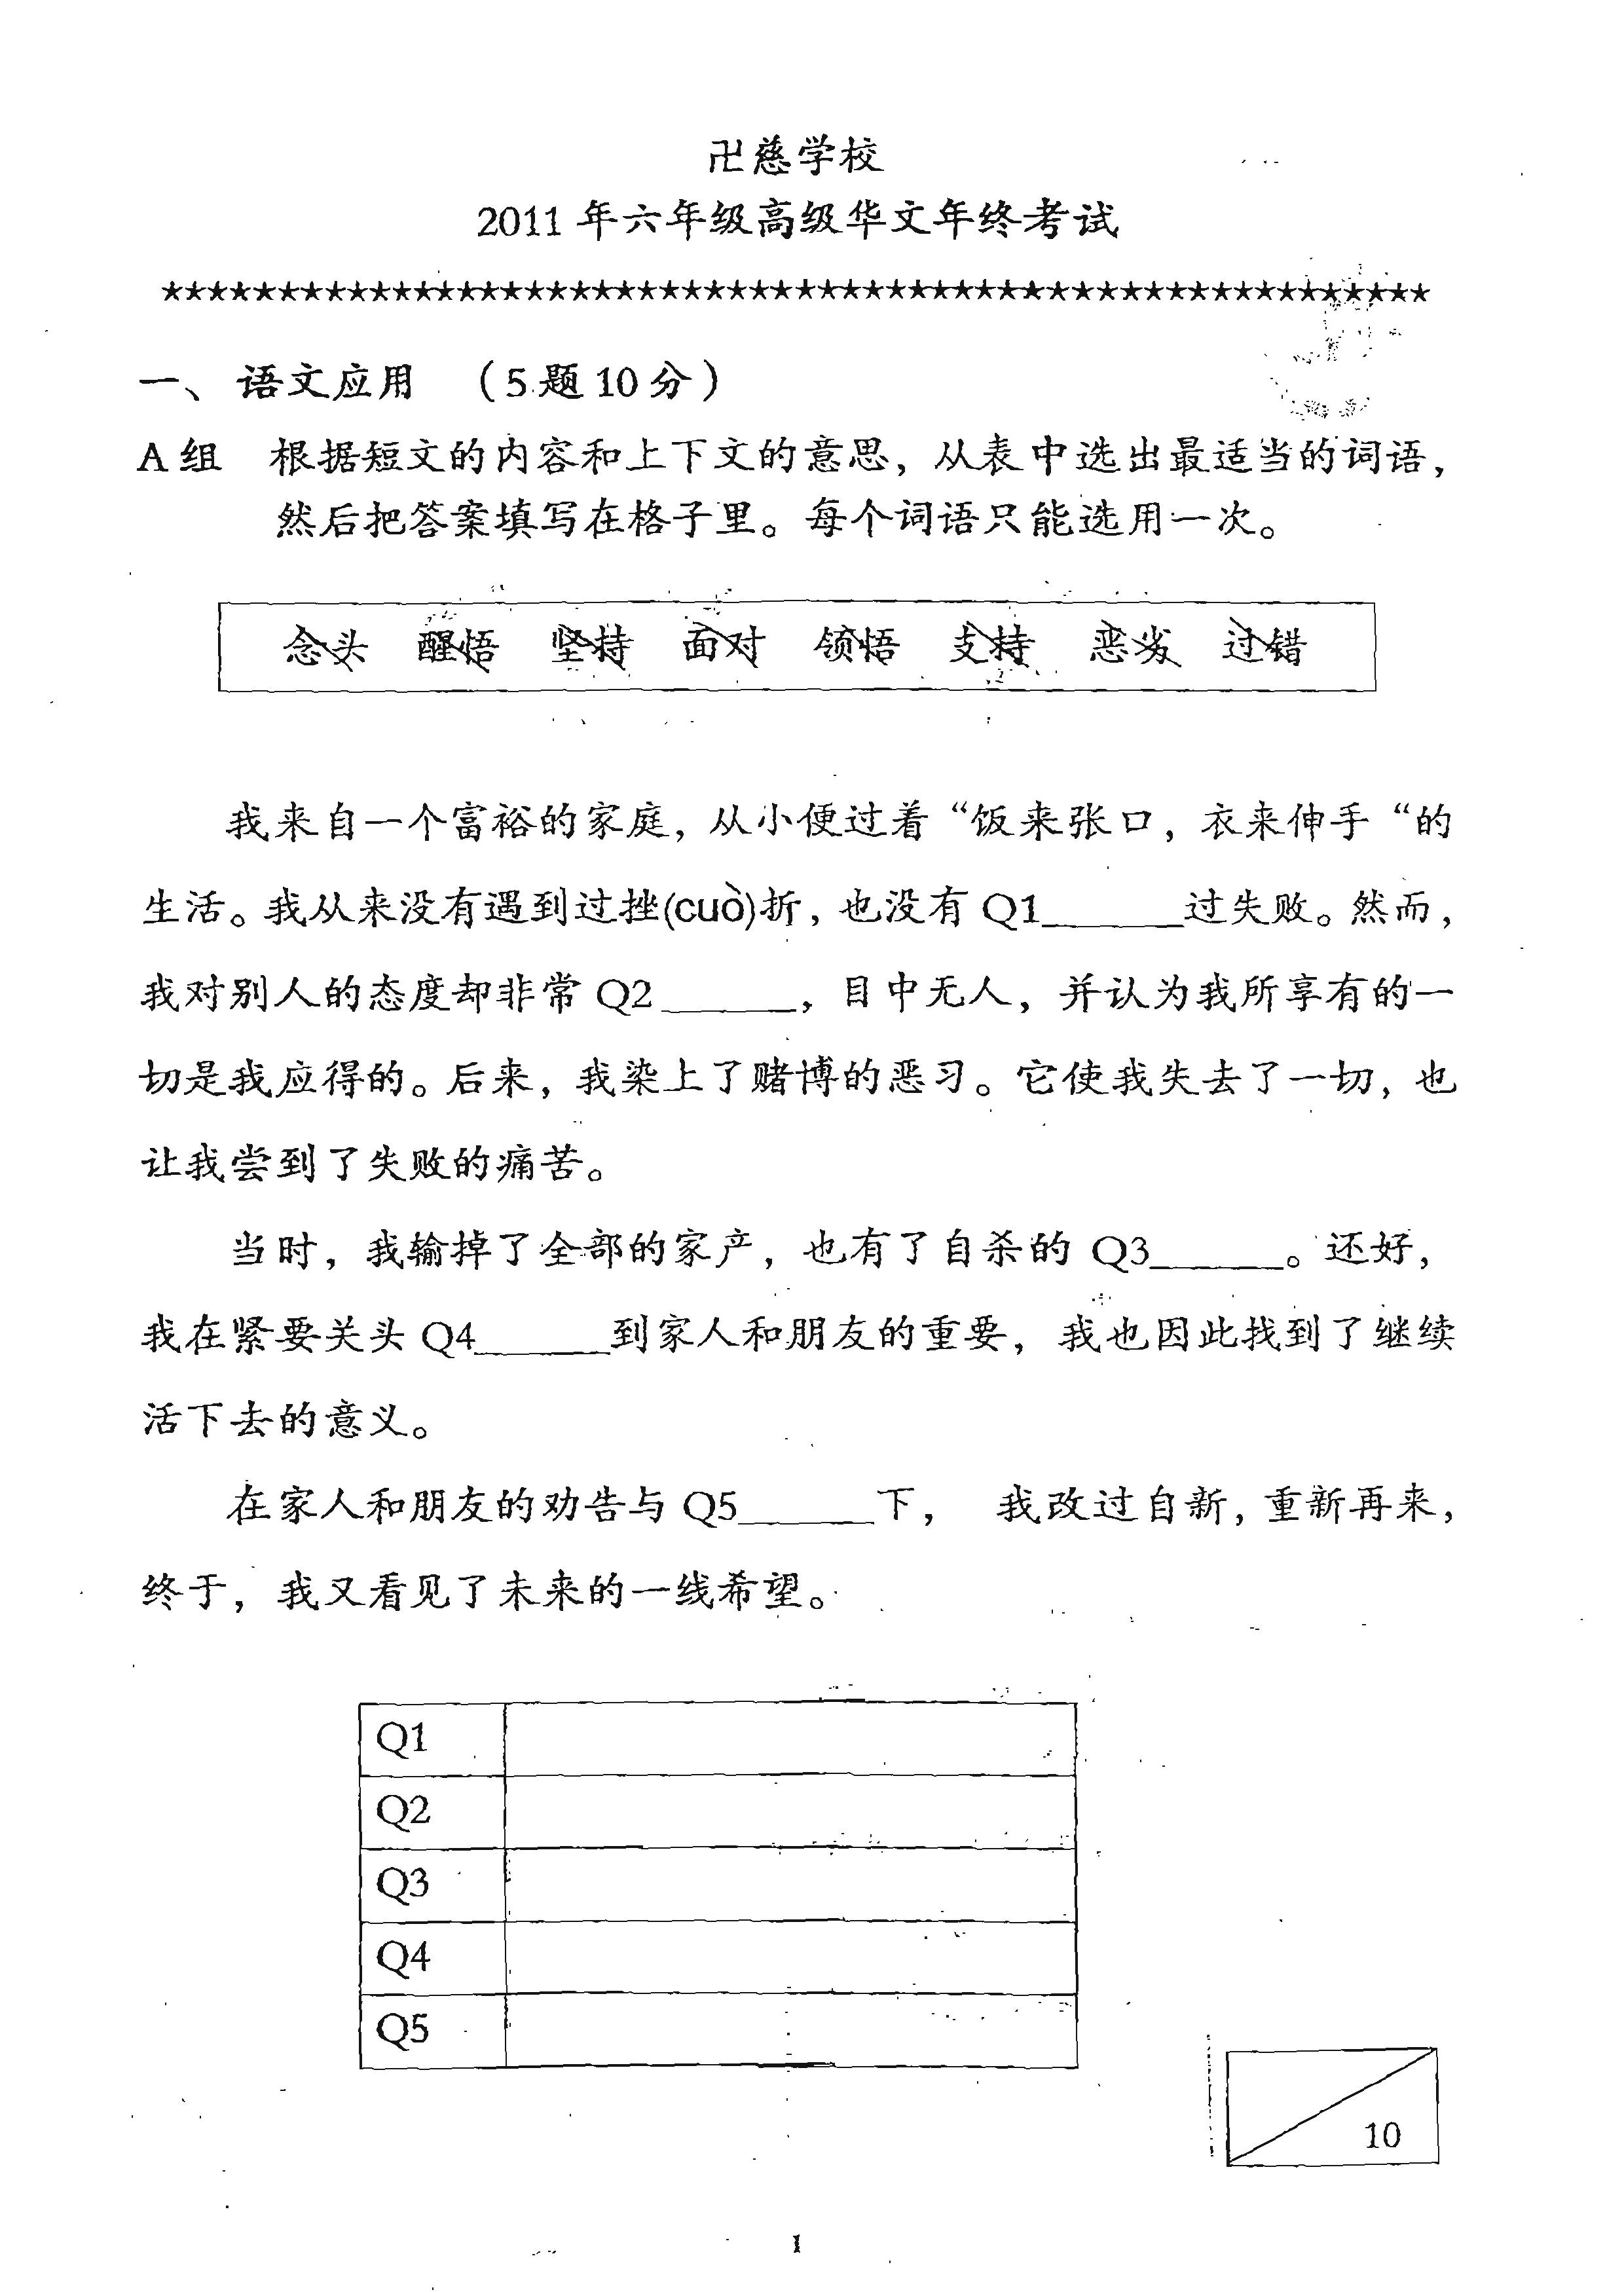 卍慈学校
2011 年六年级高级华文年终考试
********************************************************
一、 语文应用 （5 题 10 分）
A 组 根据短文的内容和上下文的意思，从表中选出最适当的词语，
然后把答案填写在格子里。每个词语只能选用一次。
念头 醒悟 坚持 面对 领悟 支持 恶劣 过错
我来自一个富裕的家庭，从小便过着“饭来张口，衣来伸手“的
生活。我从来没有遇到过挫(cuò)折，也没有 Q1______过失败。然而，
我对别人的态度却非常 Q2______，目中无人，并认为我所享有的一
切是我应得的。后来，我染上了赌博的恶习。它使我失去了一切，也
让我尝到了失败的痛苦。
当时，我输掉了全部的家产，也有了自杀的 Q3______。还好，
我在紧要关头 Q4______到家人和朋友的重要，我也因此找到了继续
活下去的意义。
在家人和朋友的劝告与 Q5______下， 我改过自新，重新再来，
终于，我又看见了未来的一线希望。
Q1
Q2
Q3
Q4
Q5
10
1